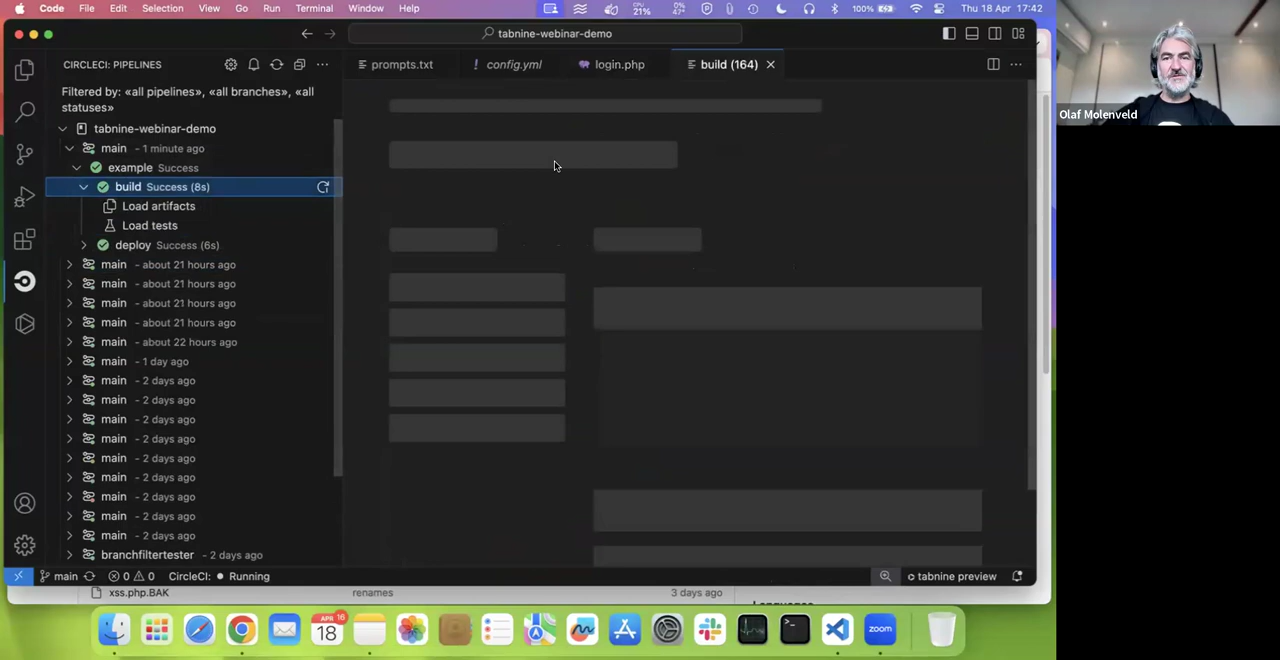 Code File Edit Selection View Go Run Terminal Window Help
CPU 21% 0% 47° 100% Thu 18 Apr 17:42
tabnine-webinar-demo
CIRCLECI: PIPELINES
prompts.txt config.yml login.php build (164)
Filtered by: «all pipelines», «all branches», «all
statuses»
tabnine-webinar-demo
main - 1 minute ago
example Success
build Success (8s)
Load artifacts
Load tests
deploy Success (6s)
main - about 21 hours ago
main - about 21 hours ago
main - about 21 hours ago
main - about 21 hours ago
main - about 22 hours ago
main - 1 day ago
main - 2 days ago
main - 2 days ago
main - 2 days ago
main - 2 days ago
main - 2 days ago
main - 2 days ago
main - 2 days ago
main - 2 days ago
main - 2 days ago
branchfiltertester - 2 days ago
main 0 0 CircleCI: Running tabnine preview
xss.php.BAK renames 3 days ago
APR 16
18
zoom
Olaf Molenveld